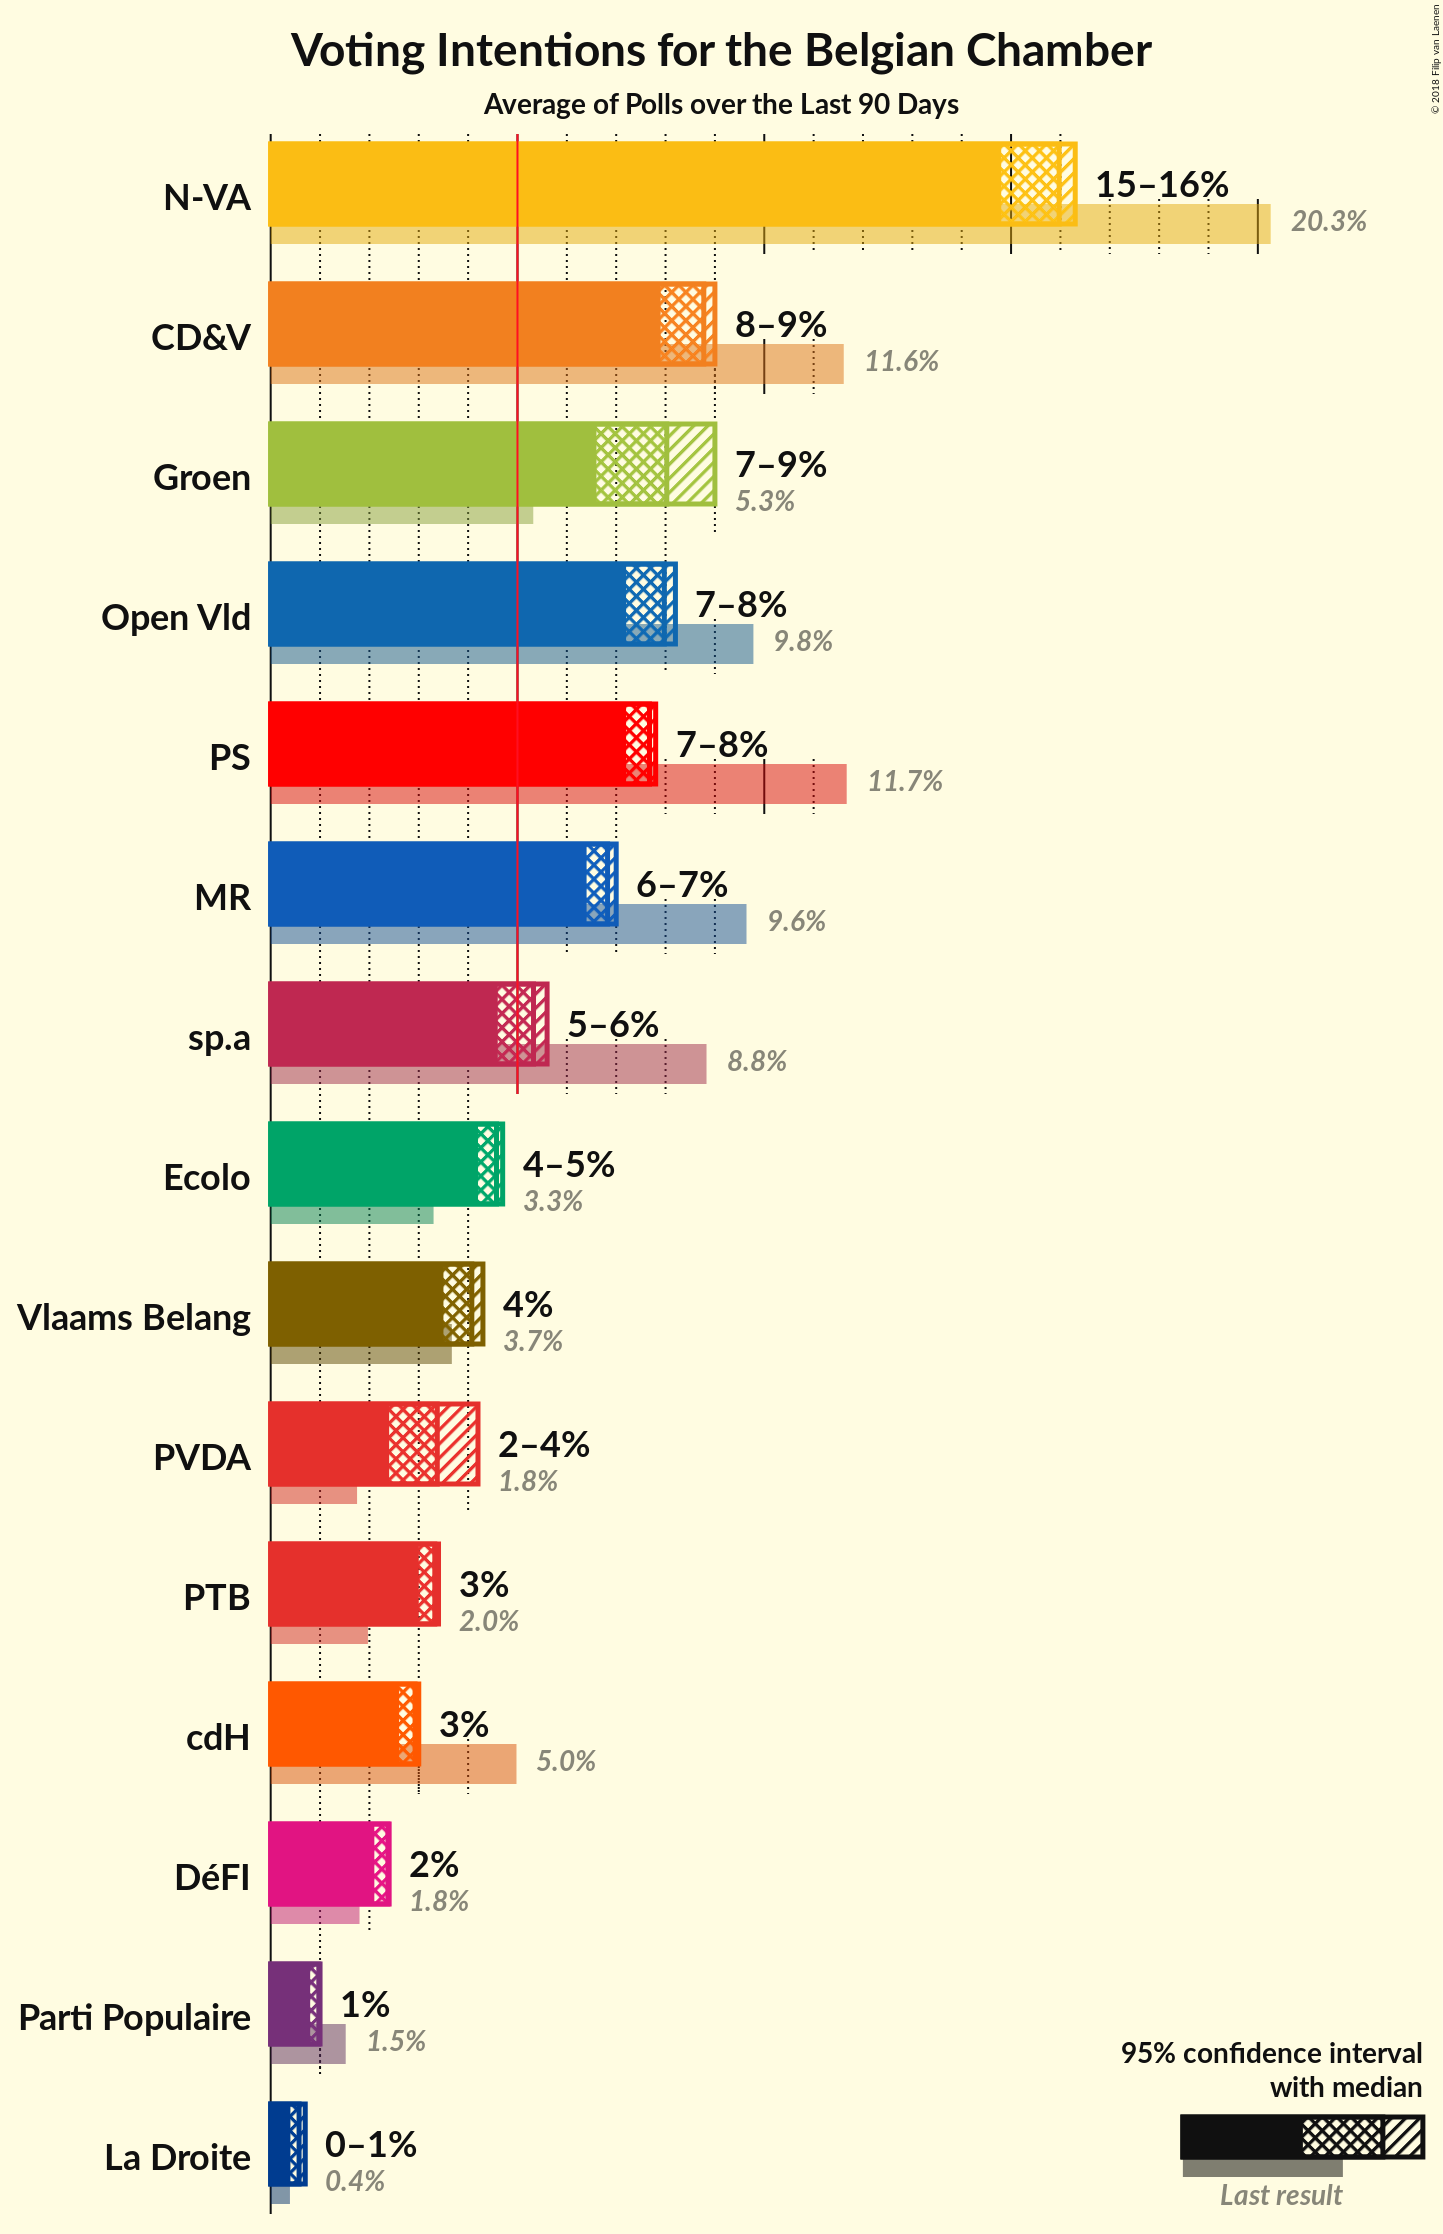 Voting Intentions for the Belgian Chamber
Average of Polls over the Last 90 Days
© 2018 Filip van Laenen
N-VA
15–16%
20.3%
CD&V
8–9%
11.6%
Groen
7–9%
5.3%
Open Vld
7–8%
9.8%
PS
7–8%
11.7%
MR
6–7%
9.6%
sp.a
5–6%
8.8%
Ecolo
4–5%
3.3%
Vlaams Belang
4%
3.7%
PVDA
2–4%
1.8%
PTB
3%
2.0%
cdH
3%
5.0%
DéFI
2%
1.8%
Parti Populaire
1%
1.5%
La Droite
0–1%
0.4%
95% confidence interval
with median
Last result